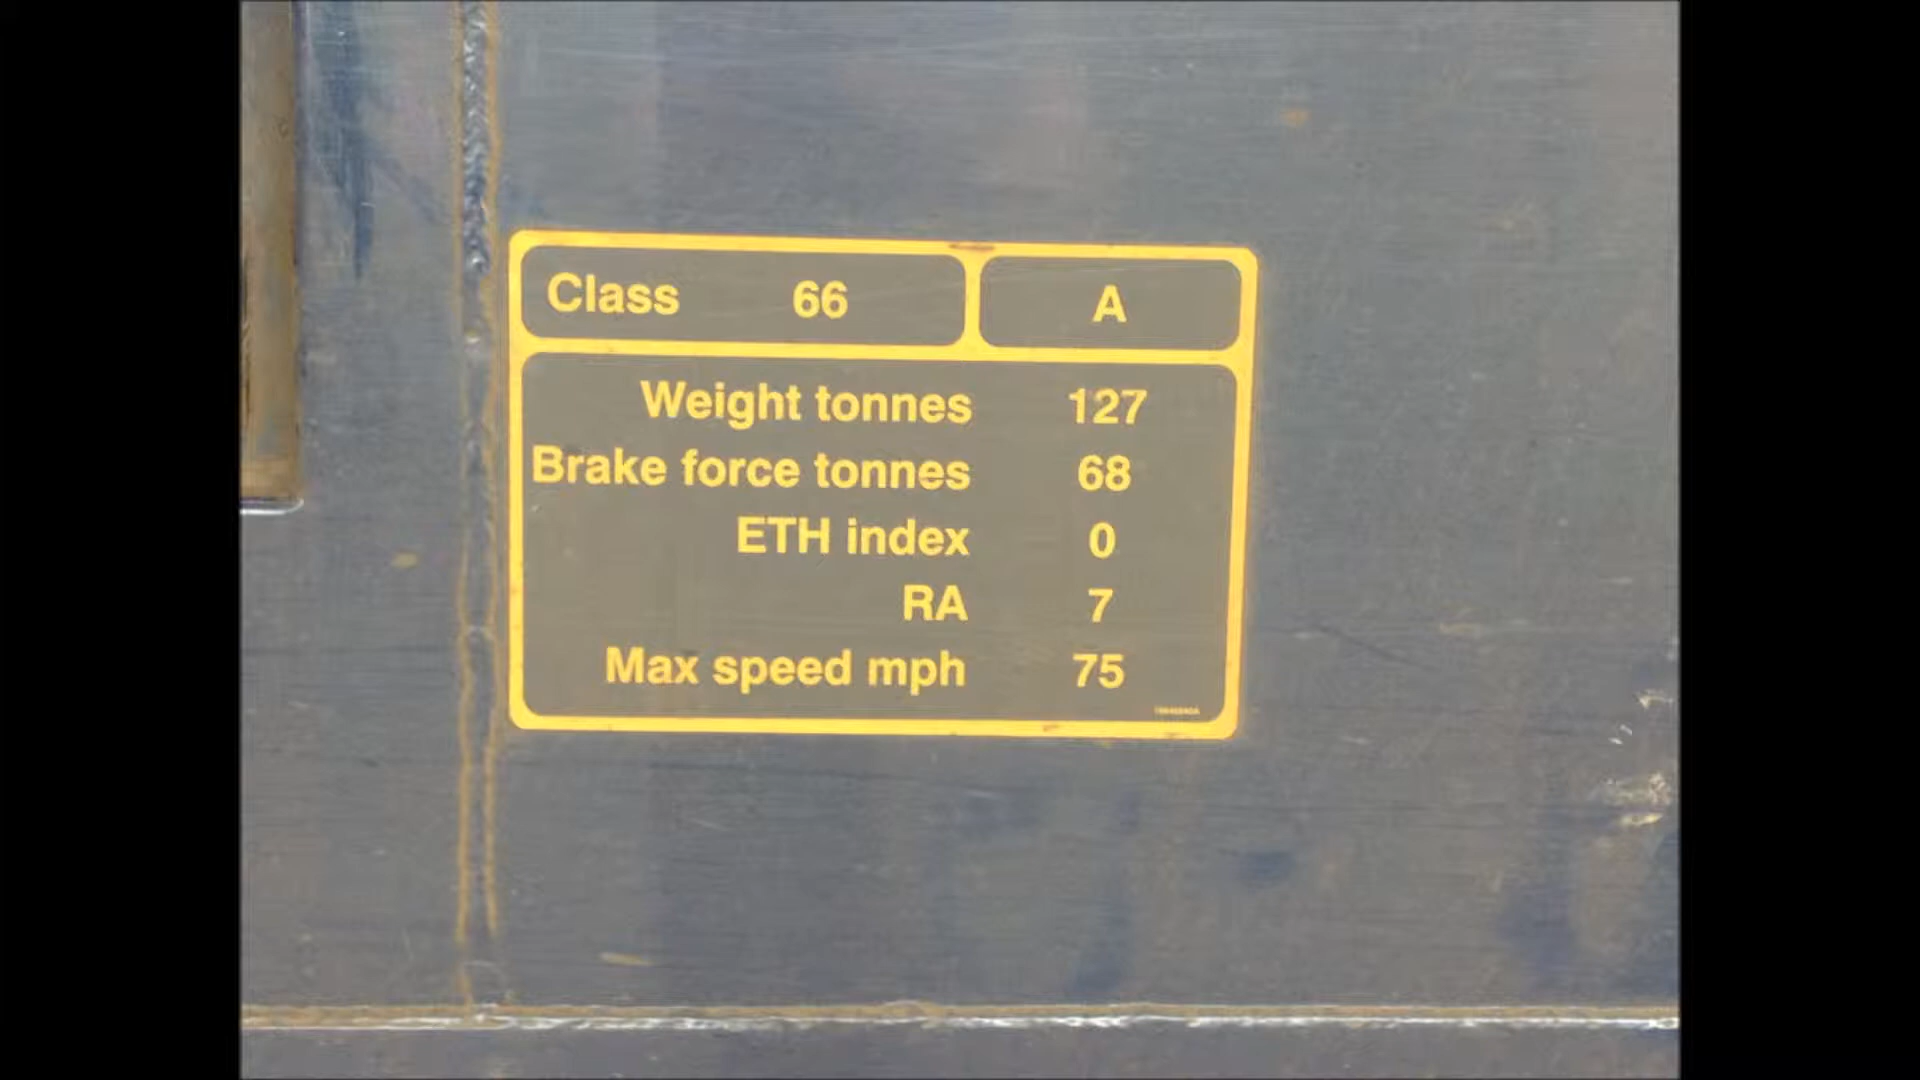 Class 66 A
Weight tonnes 127
Brake force tonnes 68
ETH index 0
RA 7
Max speed mph 75